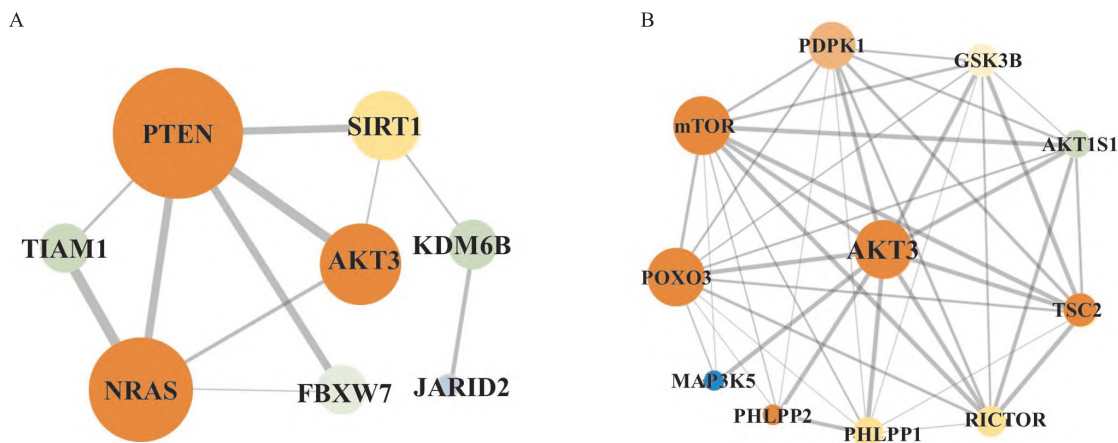 A
PTEN
SIRT1
TIAM1
AKT3
KDM6B
NRAS
FBXW7
JARID2
B
PDPK1
GSK3B
mTOR
AKT1S1
AKT3
POXO3
TSC2
MAP3K5
PHLPP2
PHLPP1
RICTOR